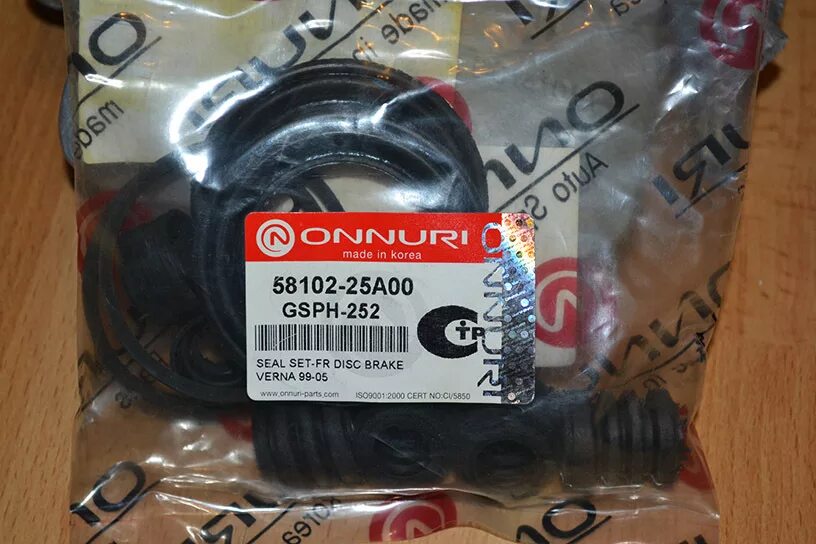 ONNURI
made in korea
58102-25A00
GSPH-252
SEAL SET-FR DISC BRAKE
VERNA 99-05
www.onnuri-parts.com ISO9001:2000 CERT NO:CI/5850
ONNURI